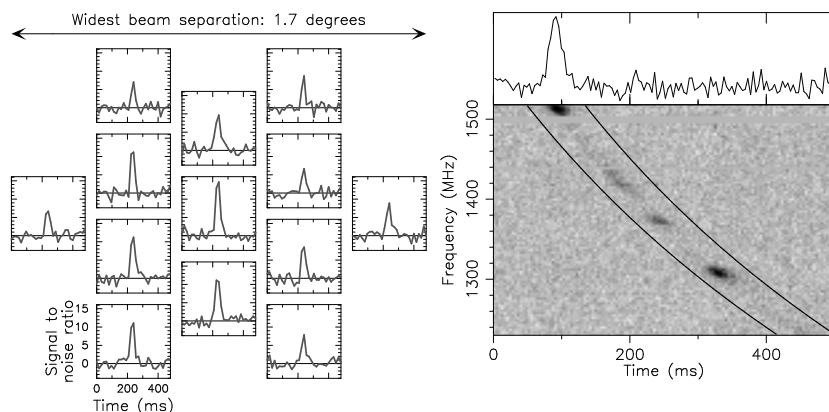 Widest beam separation: 1.7 degrees
Signal to
noise ratio
15
10
5
0
0 200 400
Time (ms)
Frequency (MHz)
1500
1400
1300
0 200 400
Time (ms)